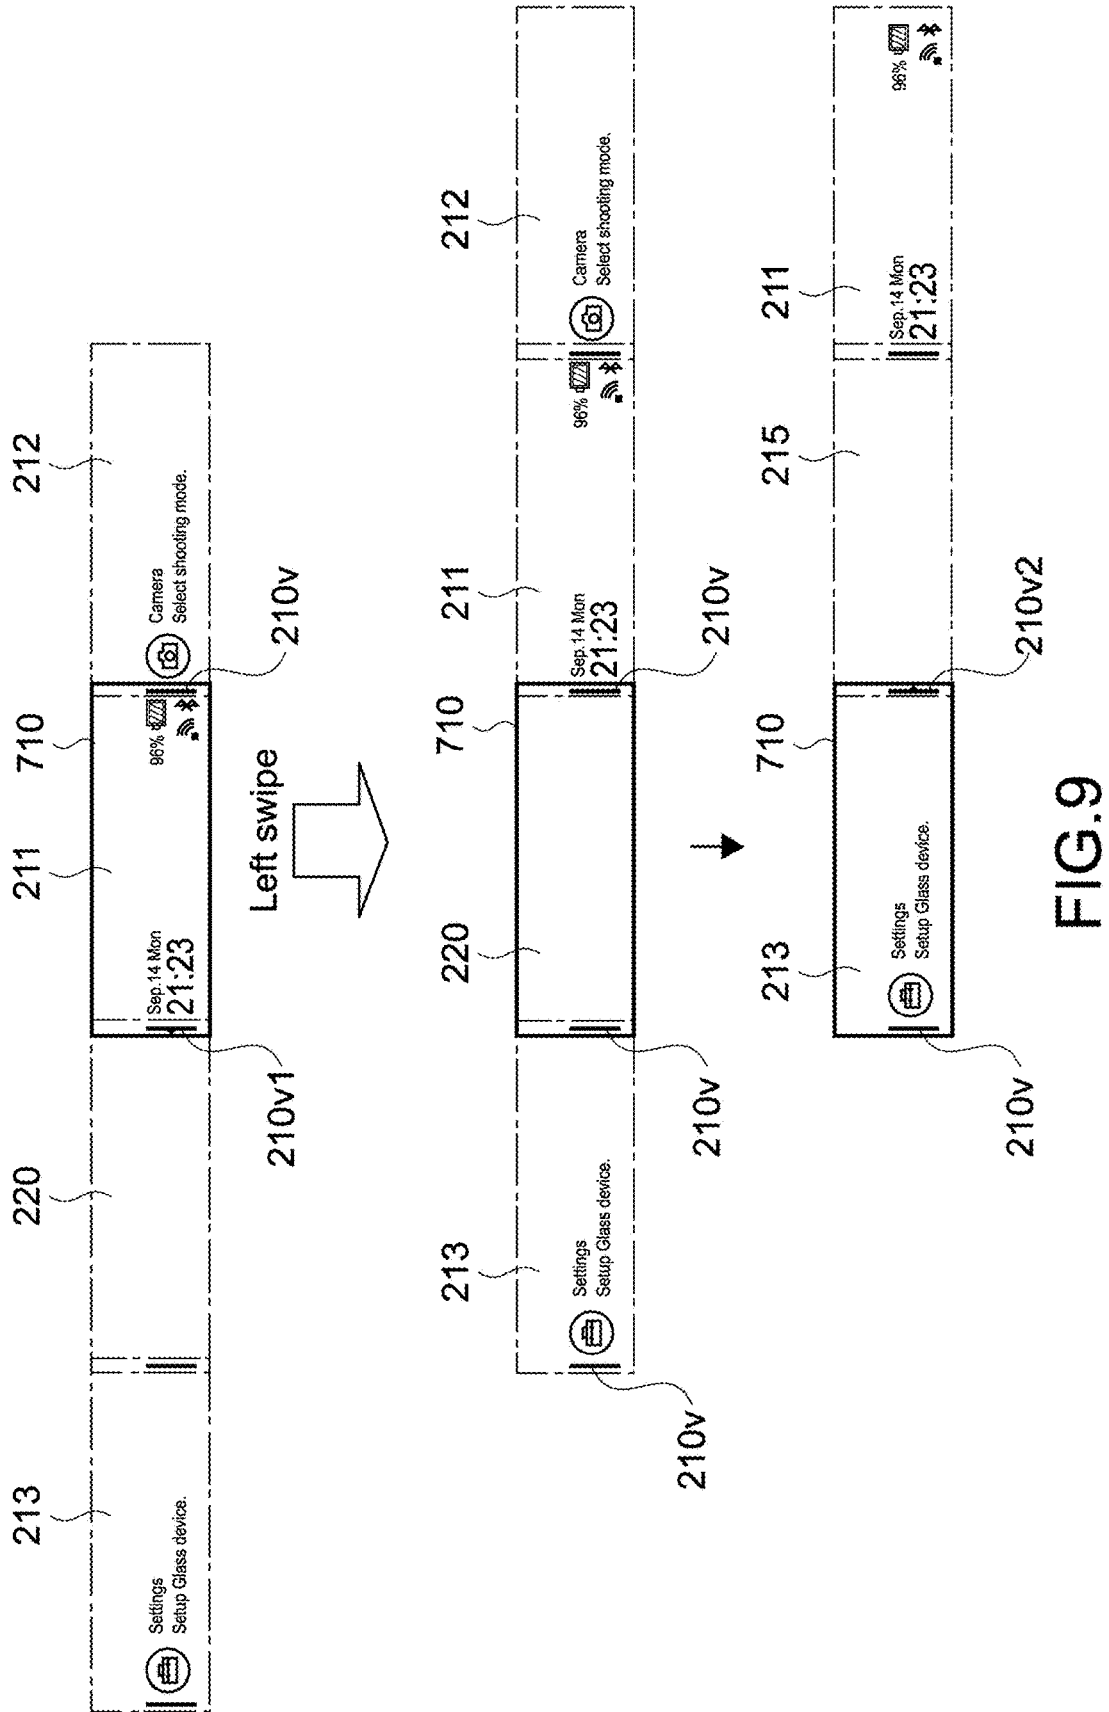 213
220
211
710
212
Settings
Setup Glass device.
Sep.14 Mon
21:23
96%
Camera
Select shooting mode.
210v1
210v
Left swipe
213
220
710
211
212
Settings
Setup Glass device.
Sep.14 Mon
21:23
96%
Camera
Select shooting mode.
210v
210v
210v
213
710
215
211
Settings
Setup Glass device.
Sep.14 Mon
21:23
96%
210v
210v2
FIG.9